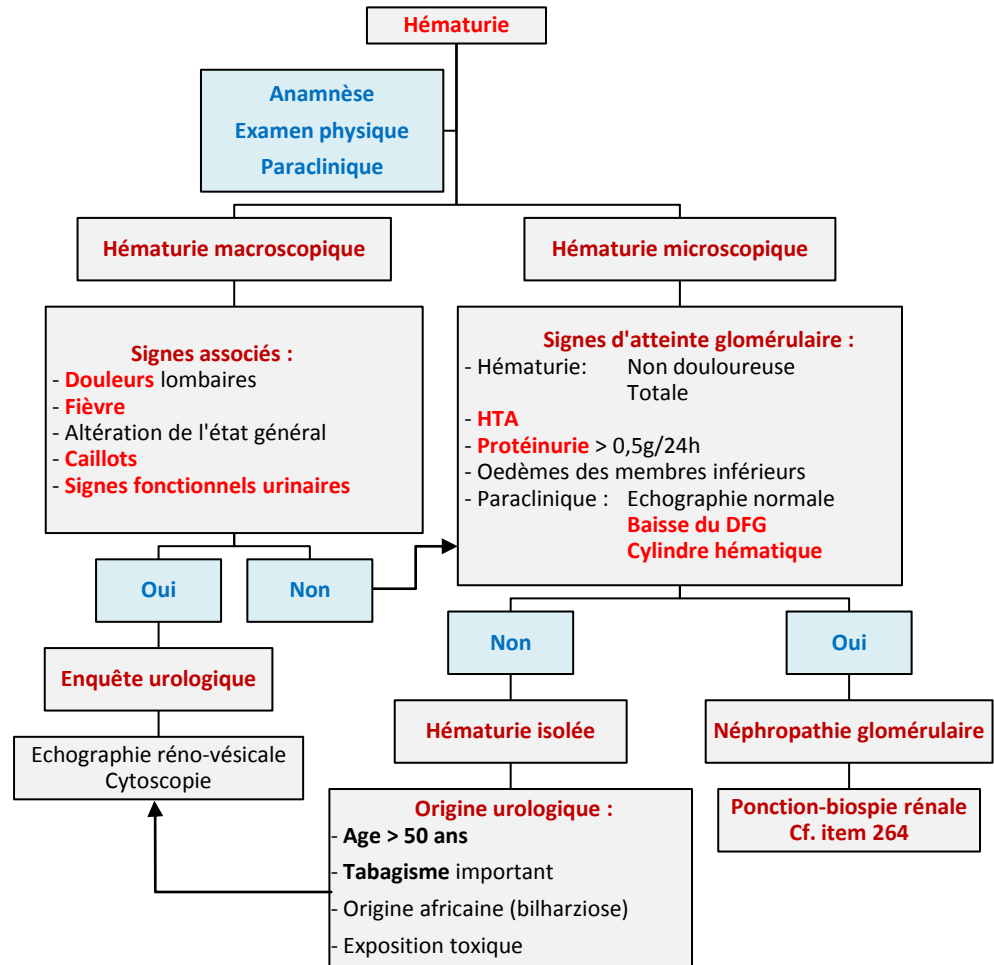 Hématurie
Anamnèse
Examen physique
Paraclinique
Hématurie macroscopique
Hématurie microscopique
Signes associés :
- Douleurs lombaires
- Fièvre
- Altération de l'état général
- Caillots
- Signes fonctionnels urinaires
Signes d'atteinte glomérulaire :
- Hématurie: Non douloureuse
Totale
- HTA
- Protéinurie > 0,5g/24h
- Oedèmes des membres inférieurs
- Paraclinique : Echographie normale
Baisse du DFG
Cylindre hématique
Oui
Non
Non
Oui
Enquête urologique
Hématurie isolée
Néphropathie glomérulaire
Echographie réno-vésicale
Cytoscopie
Origine urologique :
- Age > 50 ans
- Tabagisme important
- Origine africaine (bilharziose)
- Exposition toxique
Ponction-biospie rénale
Cf. item 264